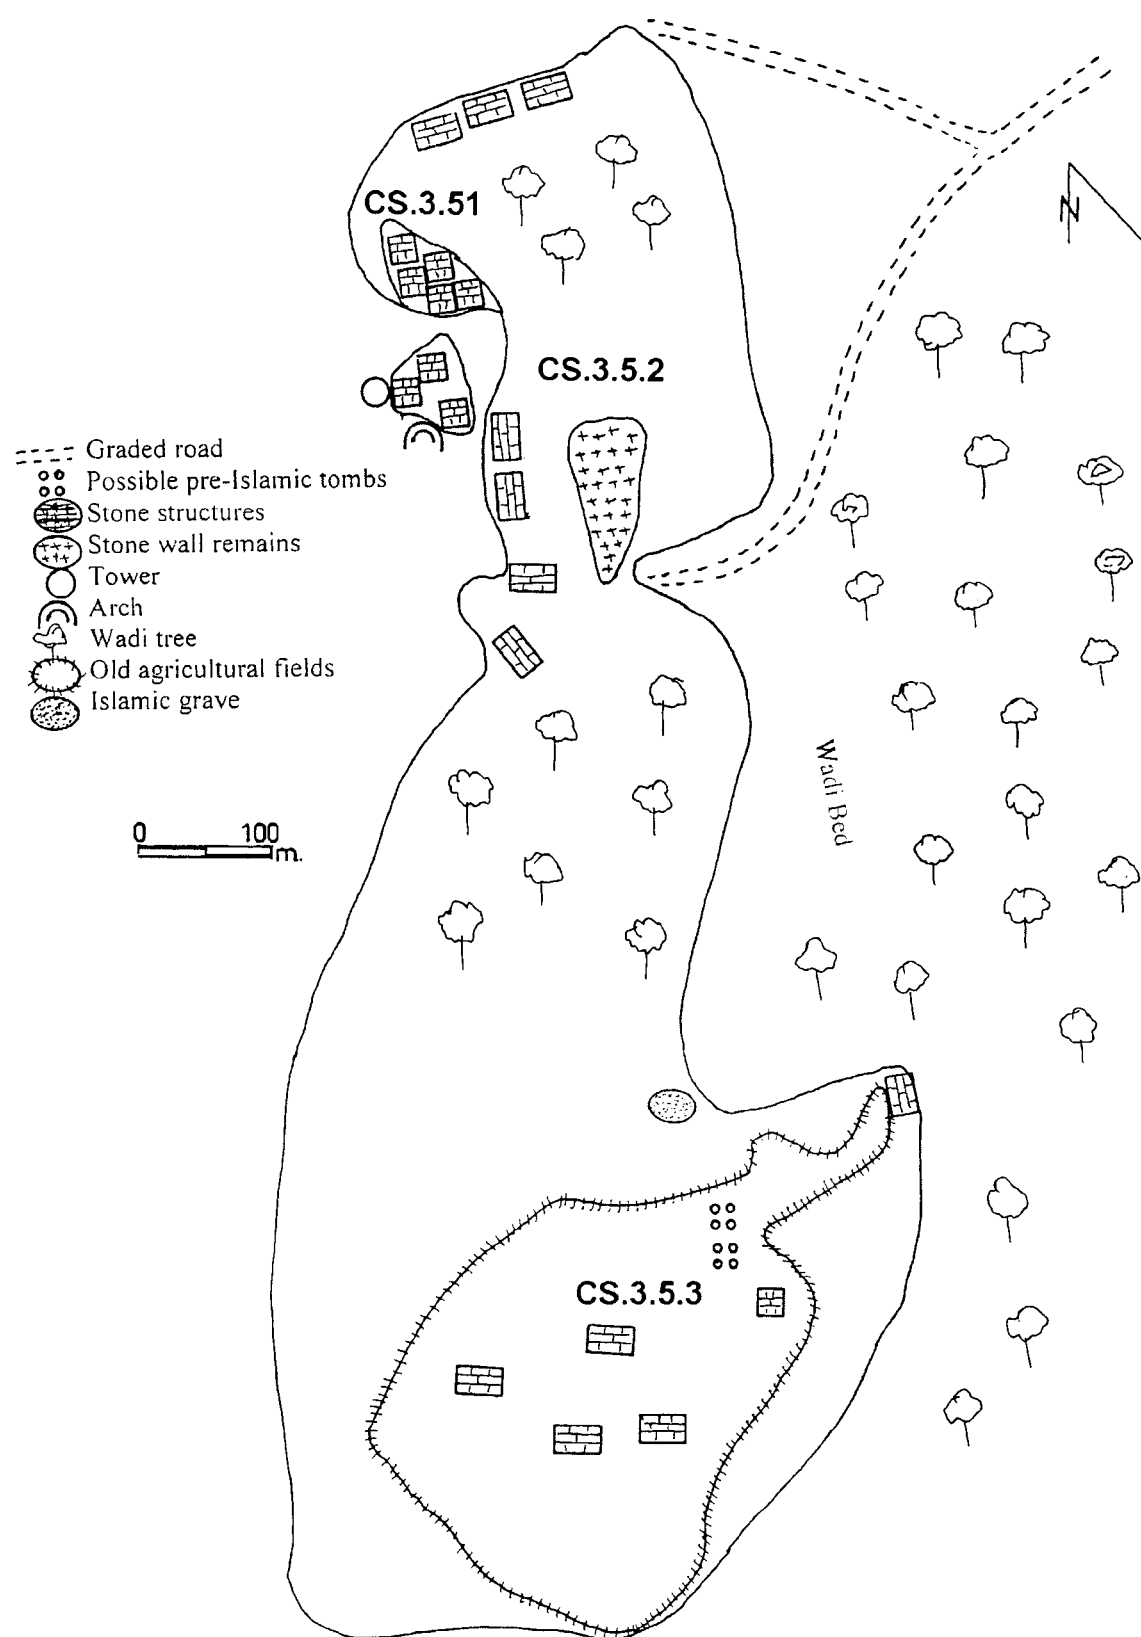 CS.3.51
N
CS.3.5.2
Graded road
Possible pre-Islamic tombs
Stone structures
Stone wall remains
Tower
Arch
Wadi tree
Old agricultural fields
Islamic grave
Wadi Bed
0 100 m.
CS.3.5.3